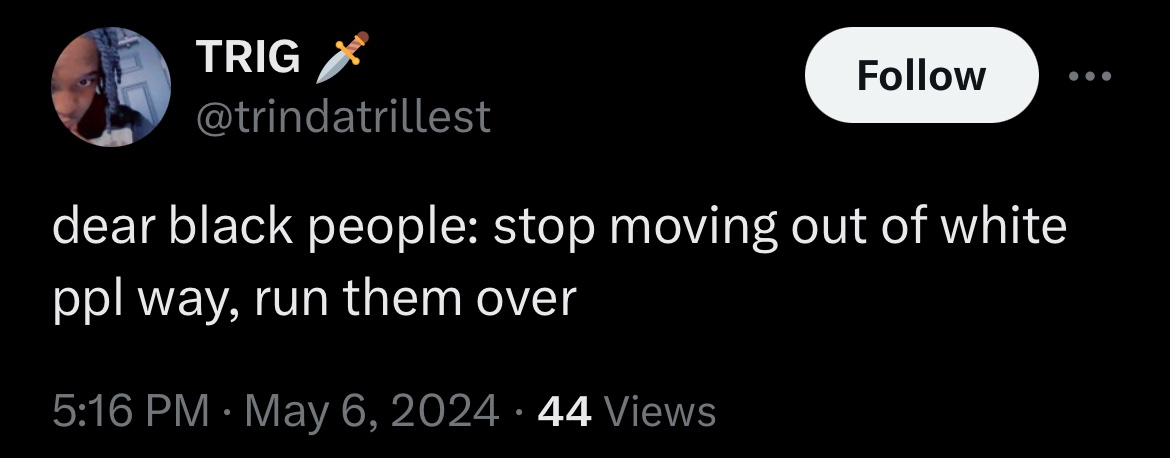 TRIG 🗡️
@trindatrillest
Follow
dear black people: stop moving out of white
ppl way, run them over
5:16 PM · May 6, 2024 · 44 Views